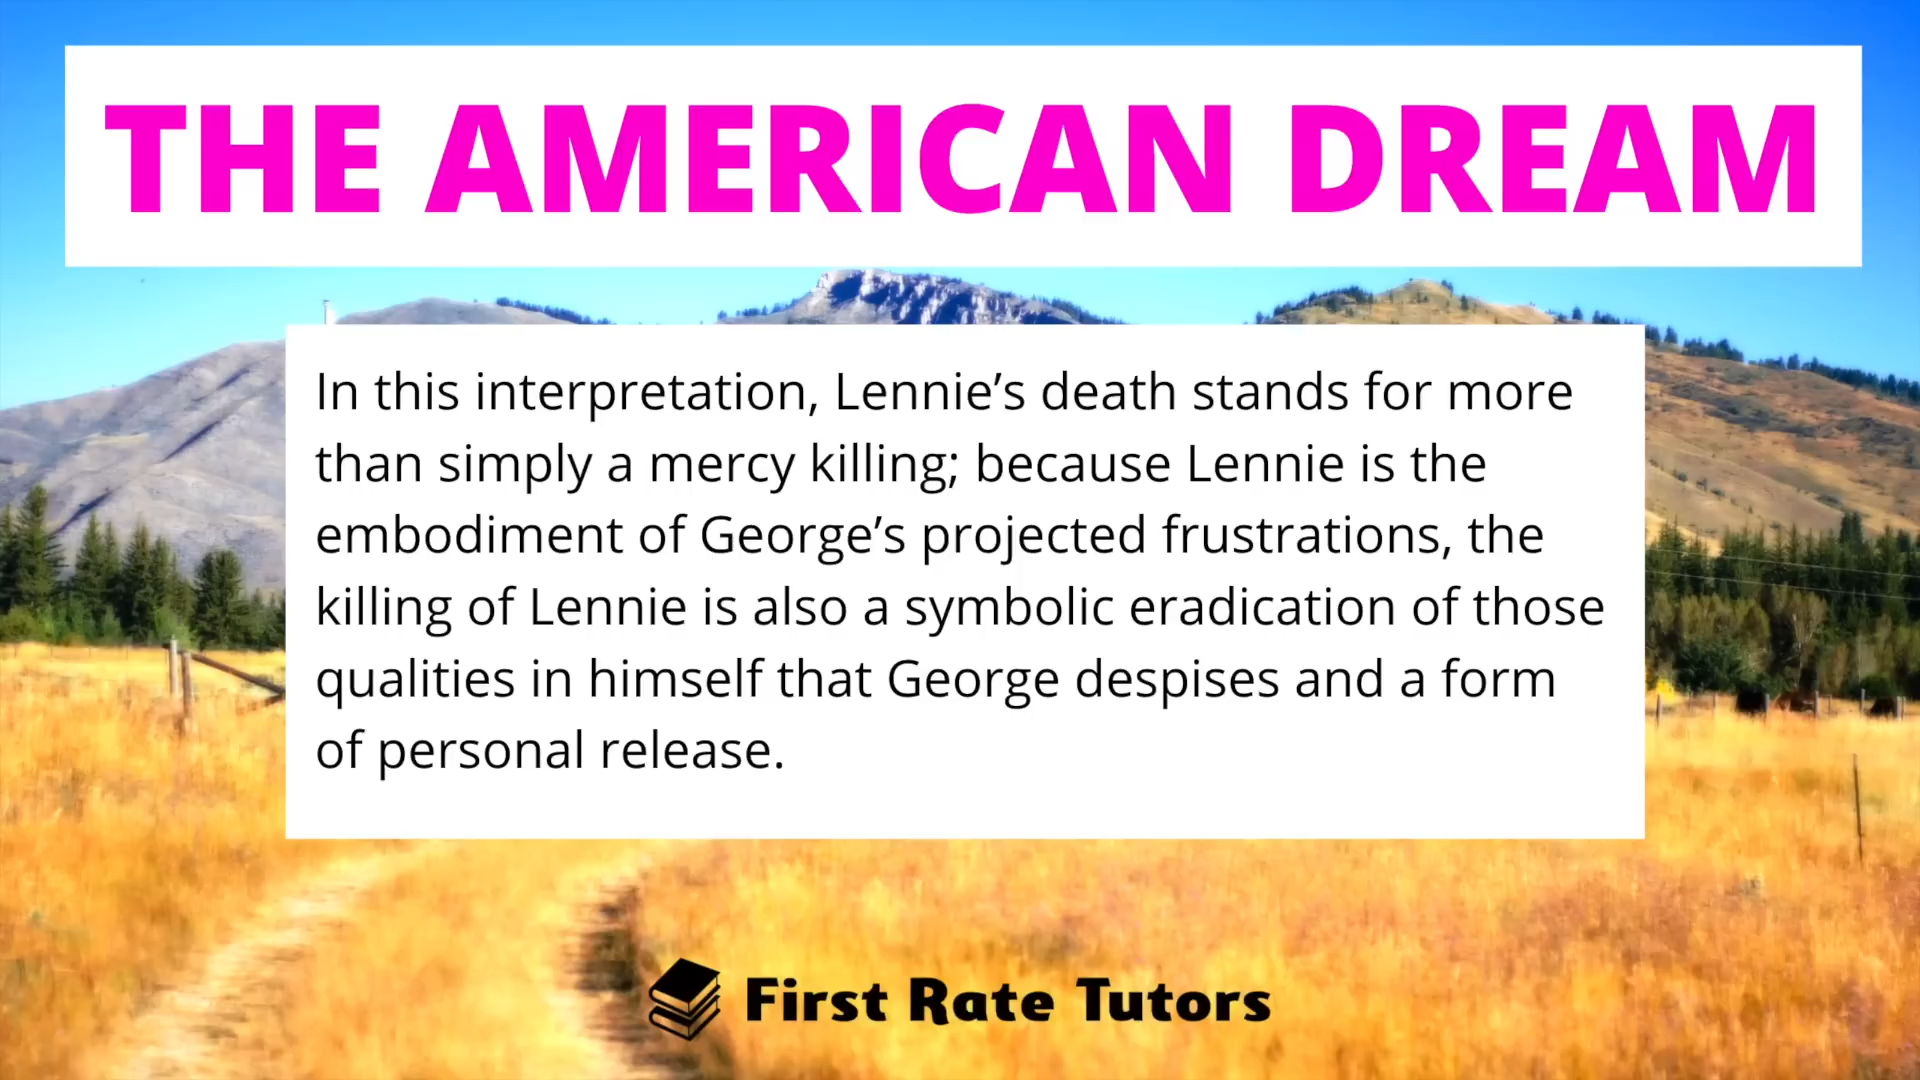 THE AMERICAN DREAM
In this interpretation, Lennie’s death stands for more
than simply a mercy killing; because Lennie is the
embodiment of George’s projected frustrations, the
killing of Lennie is also a symbolic eradication of those
qualities in himself that George despises and a form
of personal release.
First Rate Tutors